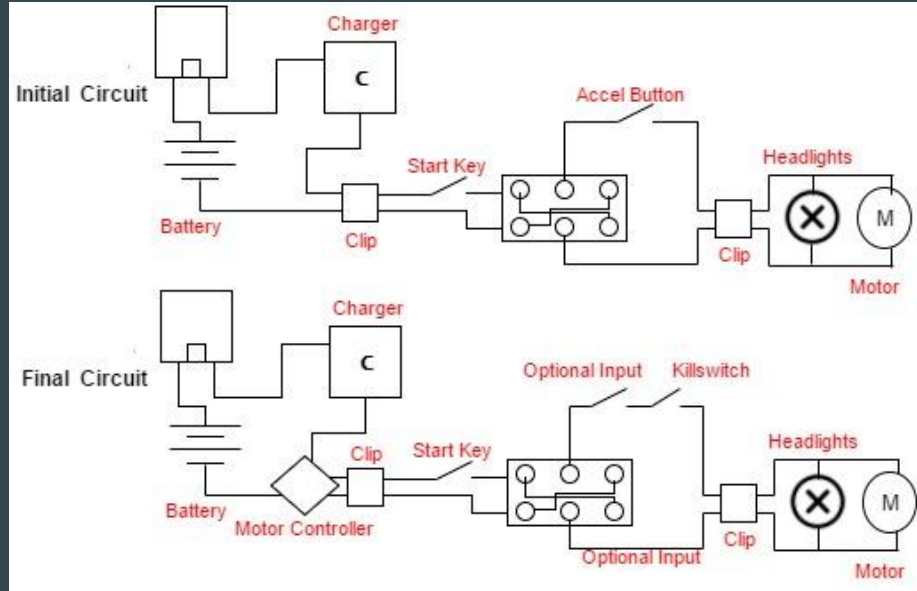 Charger
C
Initial Circuit
Accel Button
Start Key
Headlights
M
Battery
Clip
Clip
Motor
Charger
C
Final Circuit
Optional Input
Killswitch
Clip
Start Key
Headlights
M
Battery
Motor Controller
Clip
Optional Input
Motor